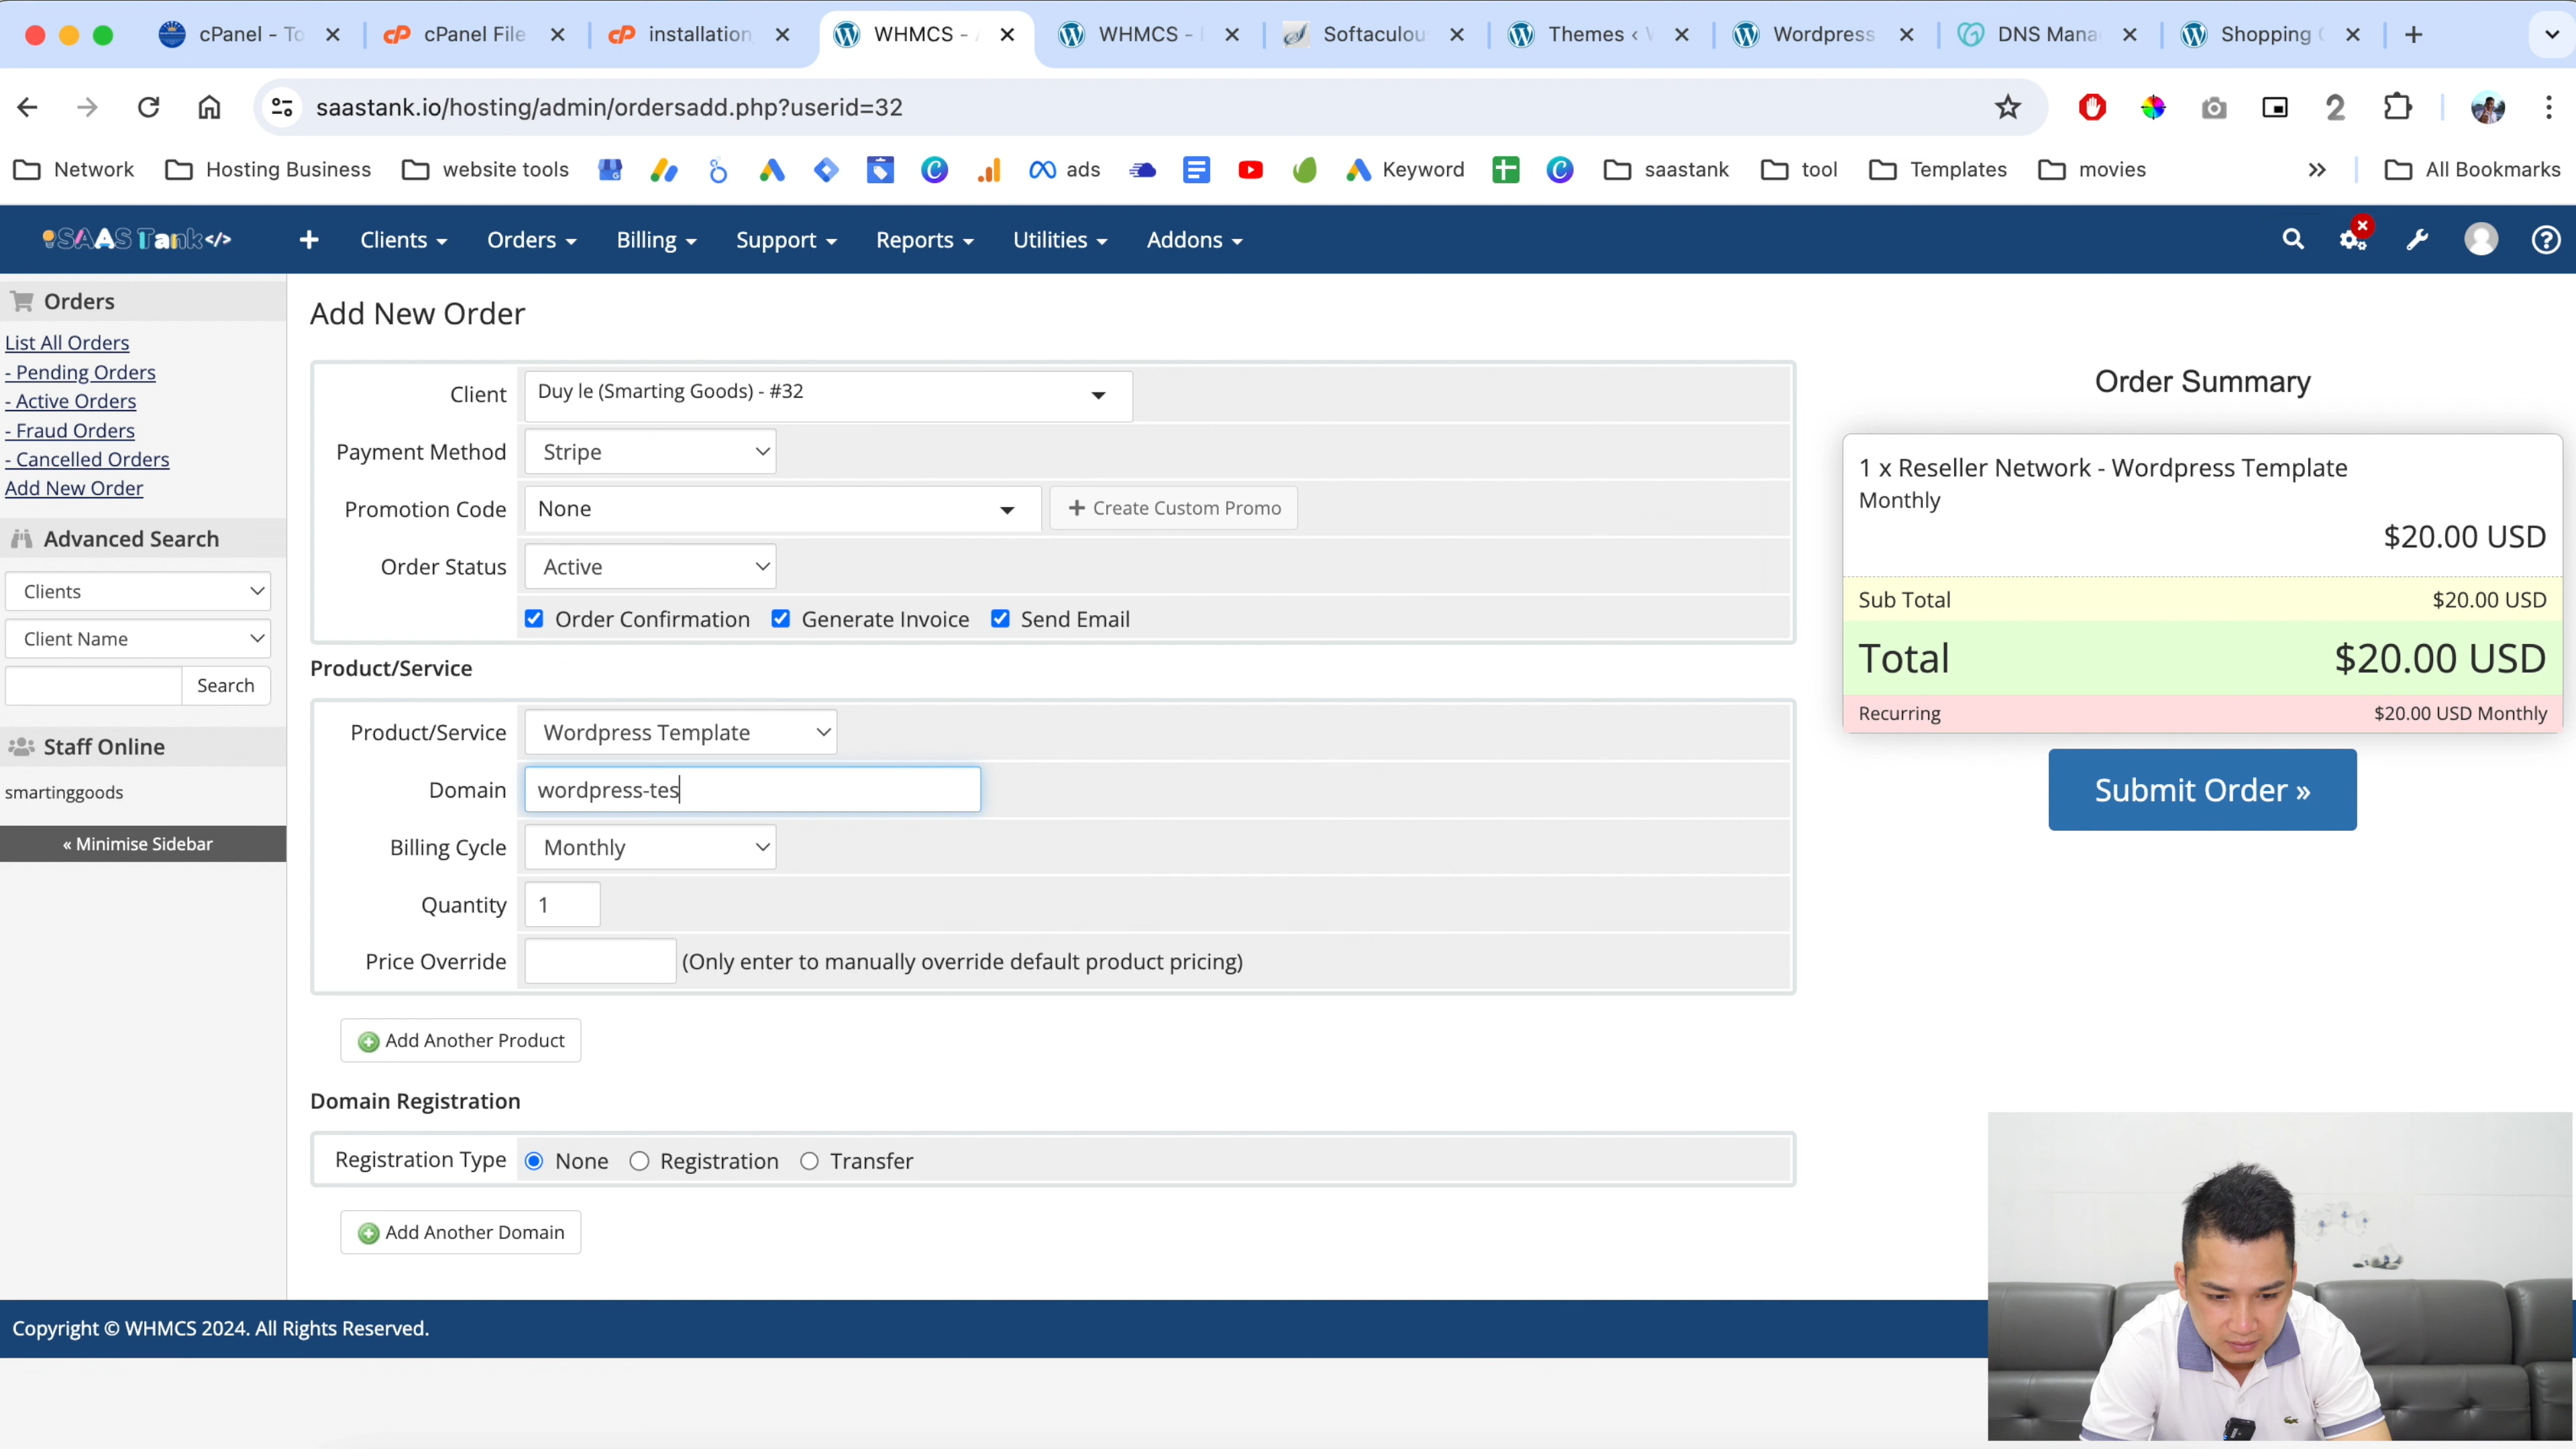 cPanel - To
cPanel File
installation
WHMCS -
WHMCS -
Softaculou
Themes ‹
Wordpress
DNS Mana
Shopping
saastank.io/hosting/admin/ordersadd.php?userid=32
Network
Hosting Business
website tools
ads
Keyword
saastank
tool
Templates
movies
All Bookmarks
SAAS Tank</>
Clients
Orders
Billing
Support
Reports
Utilities
Addons
Orders
List All Orders
- Pending Orders
- Active Orders
- Fraud Orders
- Cancelled Orders
Add New Order
Advanced Search
Clients
Client Name
Search
Staff Online
smartinggoods
« Minimise Sidebar
Add New Order
Client
Duy le (Smarting Goods) - #32
Payment Method
Stripe
Promotion Code
None
Create Custom Promo
Order Status
Active
Order Confirmation
Generate Invoice
Send Email
Product/Service
Product/Service
Wordpress Template
Domain
wordpress-tes
Billing Cycle
Monthly
Quantity
1
Price Override
(Only enter to manually override default product pricing)
Add Another Product
Domain Registration
Registration Type
None
Registration
Transfer
Add Another Domain
Order Summary
1 x Reseller Network - Wordpress Template
Monthly
$20.00 USD
Sub Total
$20.00 USD
Total
$20.00 USD
Recurring
$20.00 USD Monthly
Submit Order »
Copyright © WHMCS 2024. All Rights Reserved.